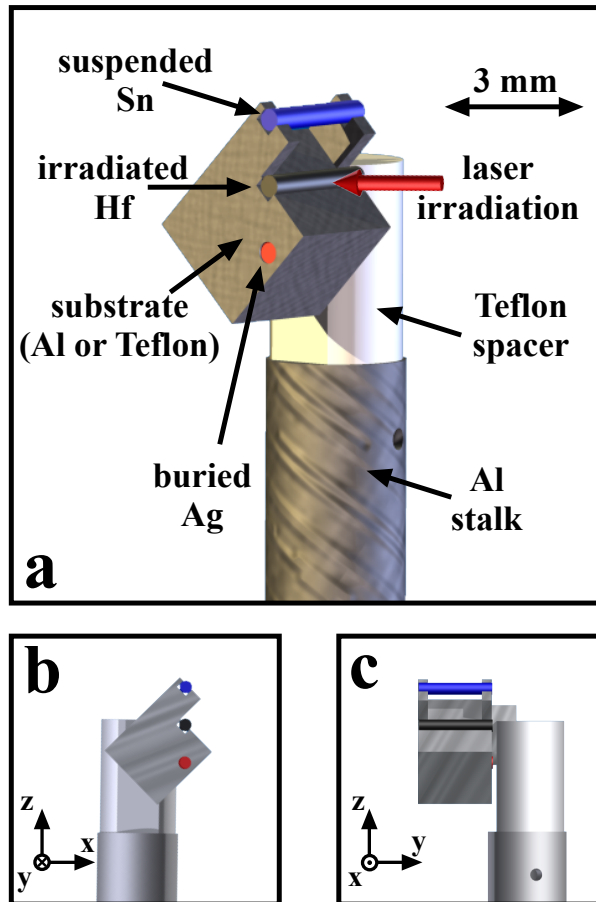 suspended
Sn
3 mm
irradiated
Hf
laser
irradiation
substrate
(Al or Teflon)
Teflon
spacer
buried
Ag
Al
stalk
a
b
z
x
y
c
z
y
x